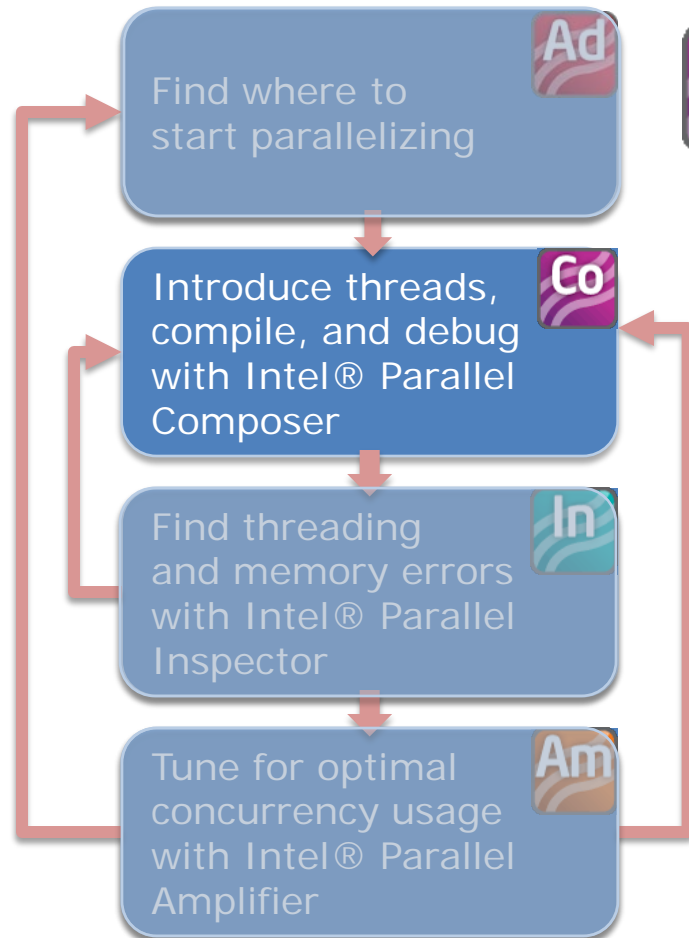 Ad
Find where to
start parallelizing
Co
Introduce threads,
compile, and debug
with Intel® Parallel
Composer
In
Find threading
and memory errors
with Intel® Parallel
Inspector
Am
Tune for optimal
concurrency usage
with Intel® Parallel
Amplifier